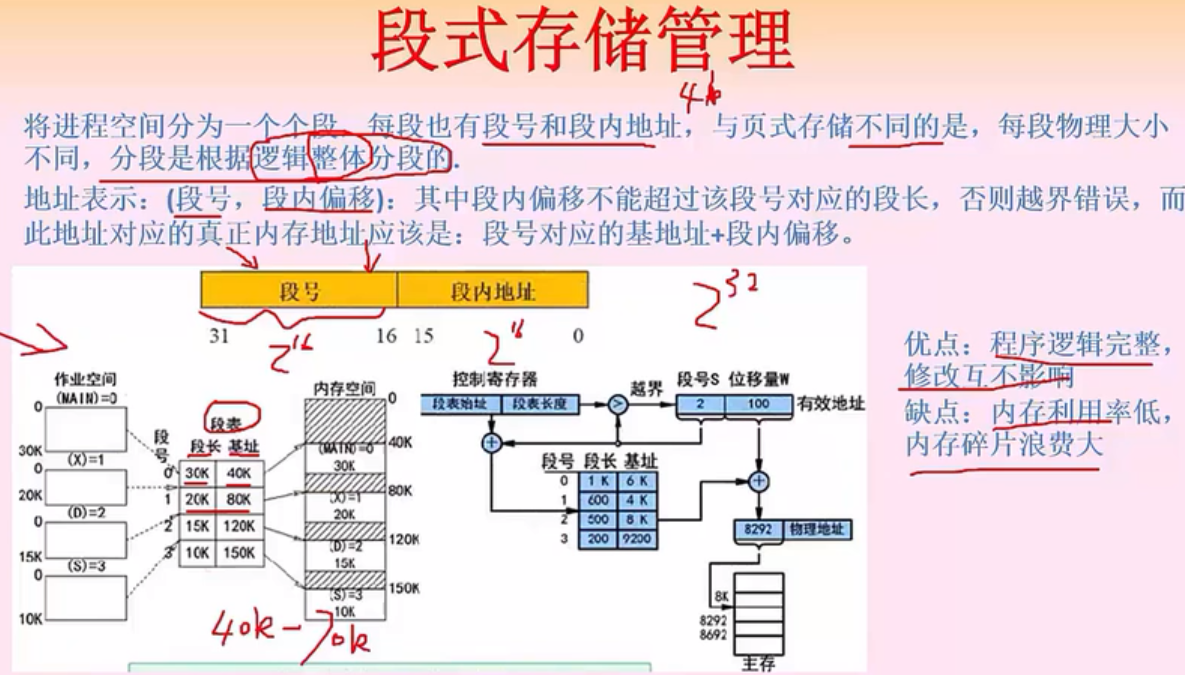 段式存储管理
4k
将进程空间分为一个个段，每段也有段号和段内地址，与页式存储不同的是，每段物理大小
不同，分段是根据逻辑整体分段的.
地址表示：(段号，段内偏移)：其中段内偏移不能超过该段号对应的段长，否则越界错误，而
此地址对应的真正内存地址应该是：段号对应的基地址+段内偏移。
段号 段内地址
31 16 15 0
2^16 2^16 2^32
作业空间
(MAIN)=0
0
30K
(X)=1
0
20K
(D)=2
0
15K
(S)=3
0
10K
段表
段号 段长 基址
0 30K 40K
1 20K 80K
2 15K 120K
3 10K 150K
40k-70k
内存空间
0
40K
(MAIN)=0
30K
80K
(X)=1
20K
120K
(D)=2
15K
150K
(S)=3
10K
控制寄存器
段表始址 段表长度
> 越界
段号S 位移量W
2 100 有效地址
+
段号 段长 基址
0 1K 6K
1 600 4K
2 500 8K
3 200 9200
+
8292 物理地址
8K
8292
8692
主存
优点：程序逻辑完整，
修改互不影响
缺点：内存利用率低，
内存碎片浪费大